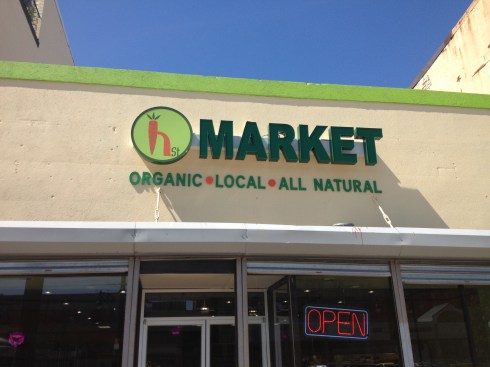 h St MARKET
ORGANIC • LOCAL • ALL NATURAL
OPEN